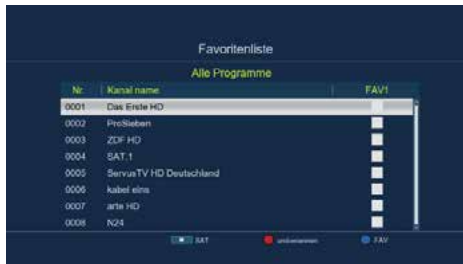 Favoritenliste
Alle Programme
Nr. Kanal name FAV1
0001 Das Erste HD
0002 ProSieben
0003 ZDF HD
0004 SAT.1
0005 ServusTV HD Deutschland
0006 kabel eins
0007 arte HD
0008 N24
SAT umbenennen FAV